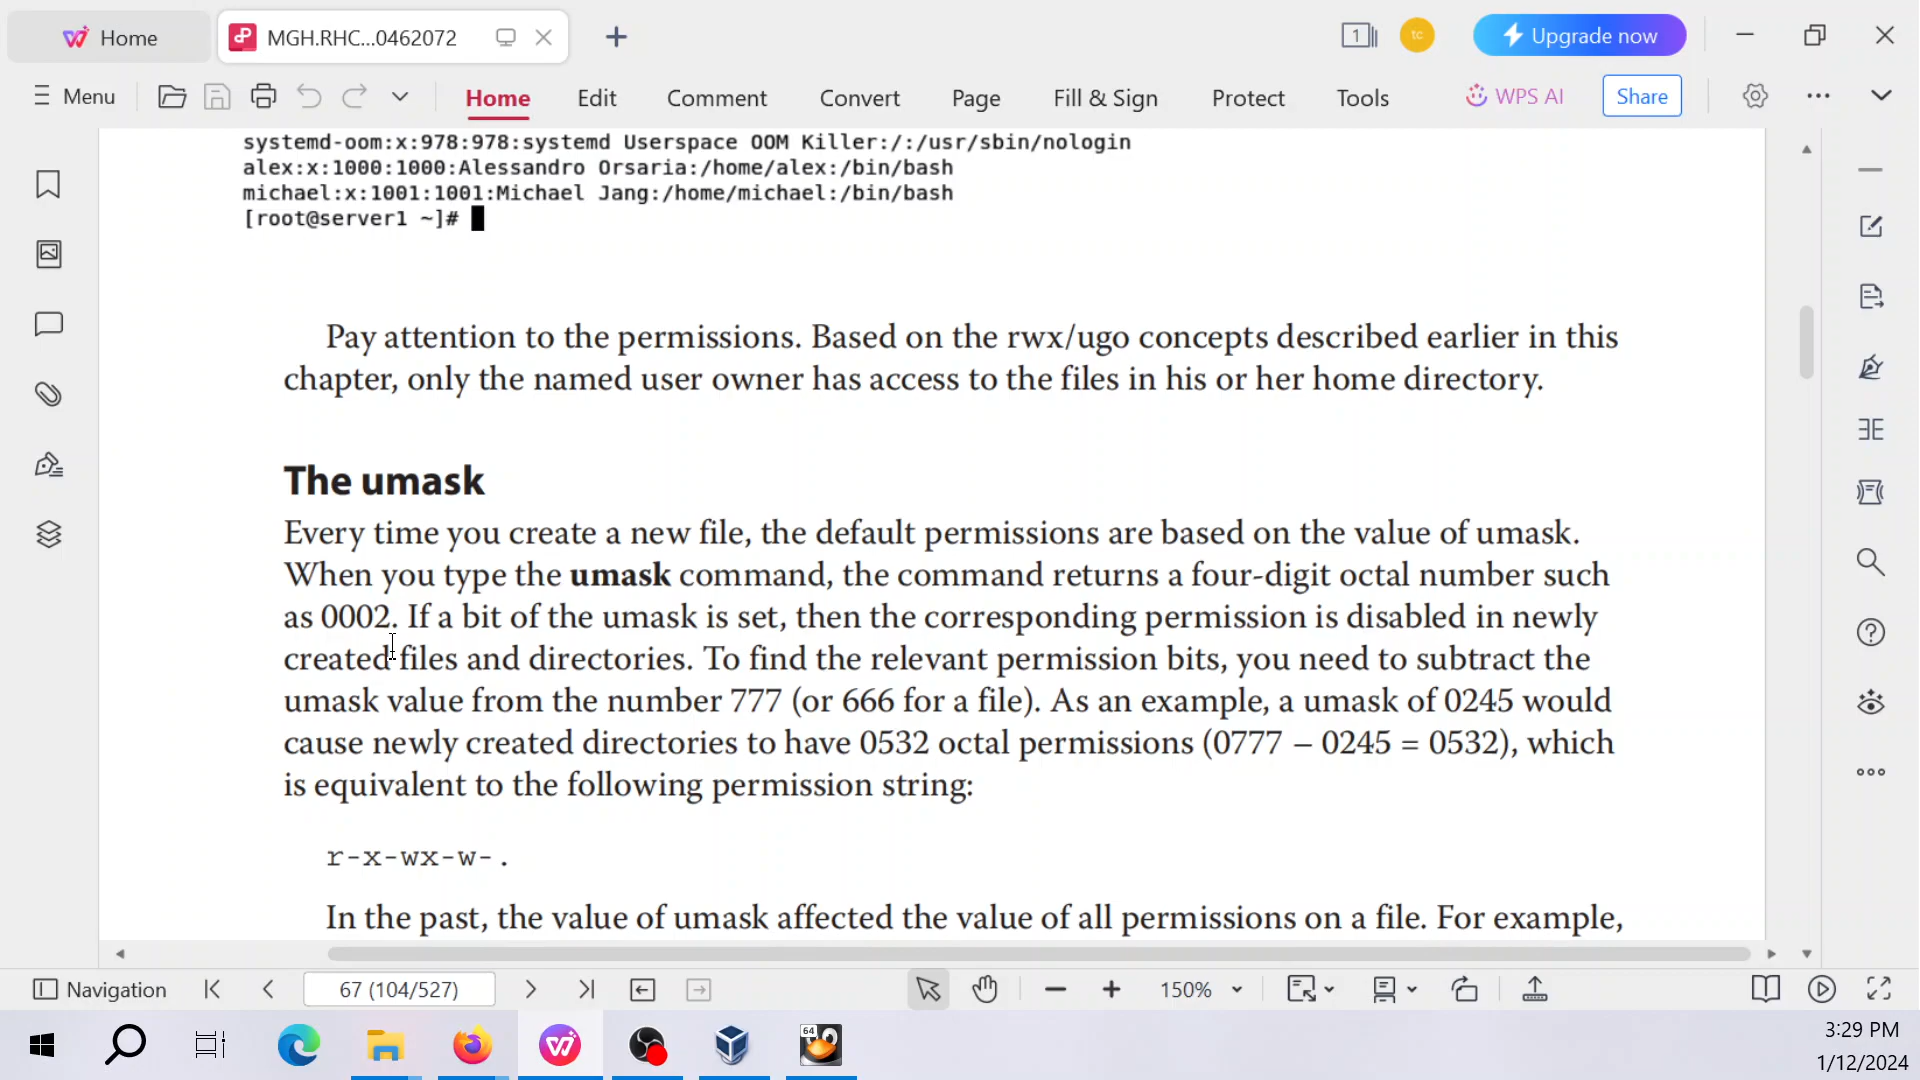 Home
MGH.RHC...0462072
1
tc
Upgrade now
Menu
Home
Edit
Comment
Convert
Page
Fill & Sign
Protect
Tools
WPS AI
Share
systemd-oom:x:978:978:systemd Userspace OOM Killer:/:/usr/sbin/nologin
alex:x:1000:1000:Alessandro Orsaria:/home/alex:/bin/bash
michael:x:1001:1001:Michael Jang:/home/michael:/bin/bash
[root@server1 ~]#
Pay attention to the permissions. Based on the rwx/ugo concepts described earlier in this
chapter, only the named user owner has access to the files in his or her home directory.
The umask
Every time you create a new file, the default permissions are based on the value of umask.
When you type the umask command, the command returns a four-digit octal number such
as 0002. If a bit of the umask is set, then the corresponding permission is disabled in newly
created files and directories. To find the relevant permission bits, you need to subtract the
umask value from the number 777 (or 666 for a file). As an example, a umask of 0245 would
cause newly created directories to have 0532 octal permissions (0777 – 0245 = 0532), which
is equivalent to the following permission string:
r-x-wx-w-.
In the past, the value of umask affected the value of all permissions on a file. For example,
Navigation
67 (104/527)
150%
64
3:29 PM
1/12/2024